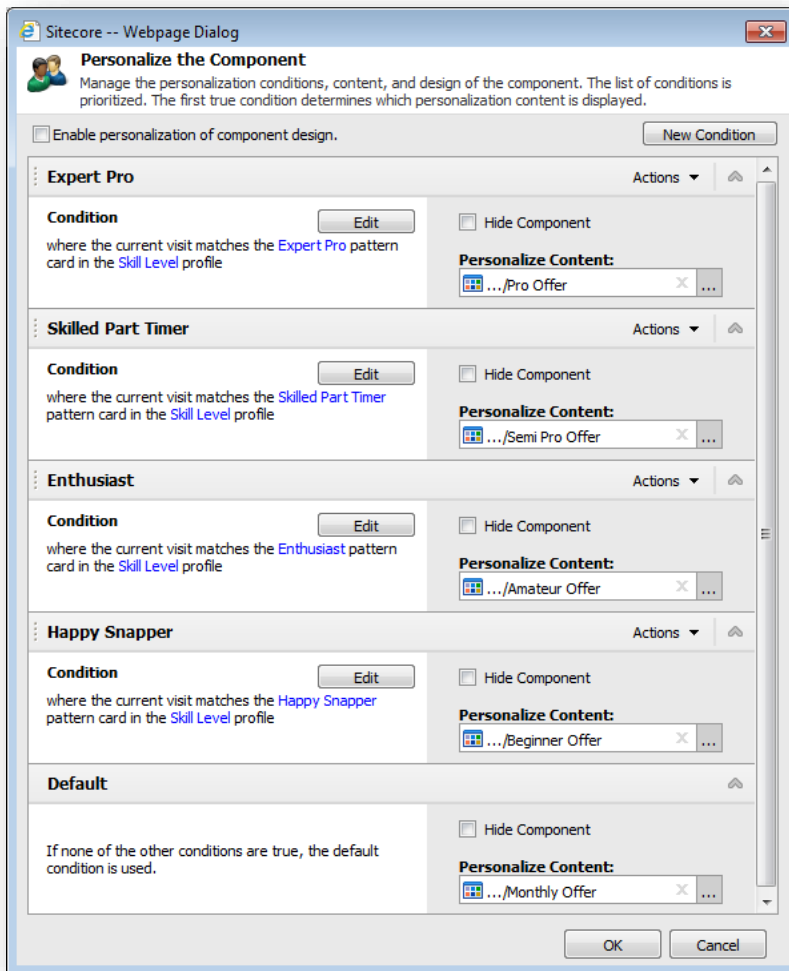 Sitecore -- Webpage Dialog
Personalize the Component
Manage the personalization conditions, content, and design of the component. The list of conditions is
prioritized. The first true condition determines which personalization content is displayed.
Enable personalization of component design.
New Condition
Expert Pro
Actions
Condition
Edit
where the current visit matches the Expert Pro pattern
card in the Skill Level profile
Hide Component
Personalize Content:
.../Pro Offer
...
Skilled Part Timer
Actions
Condition
Edit
where the current visit matches the Skilled Part Timer
pattern card in the Skill Level profile
Hide Component
Personalize Content:
.../Semi Pro Offer
...
Enthusiast
Actions
Condition
Edit
where the current visit matches the Enthusiast pattern
card in the Skill Level profile
Hide Component
Personalize Content:
.../Amateur Offer
...
Happy Snapper
Actions
Condition
Edit
where the current visit matches the Happy Snapper
pattern card in the Skill Level profile
Hide Component
Personalize Content:
.../Beginner Offer
...
Default
If none of the other conditions are true, the default
condition is used.
Hide Component
Personalize Content:
.../Monthly Offer
...
OK
Cancel